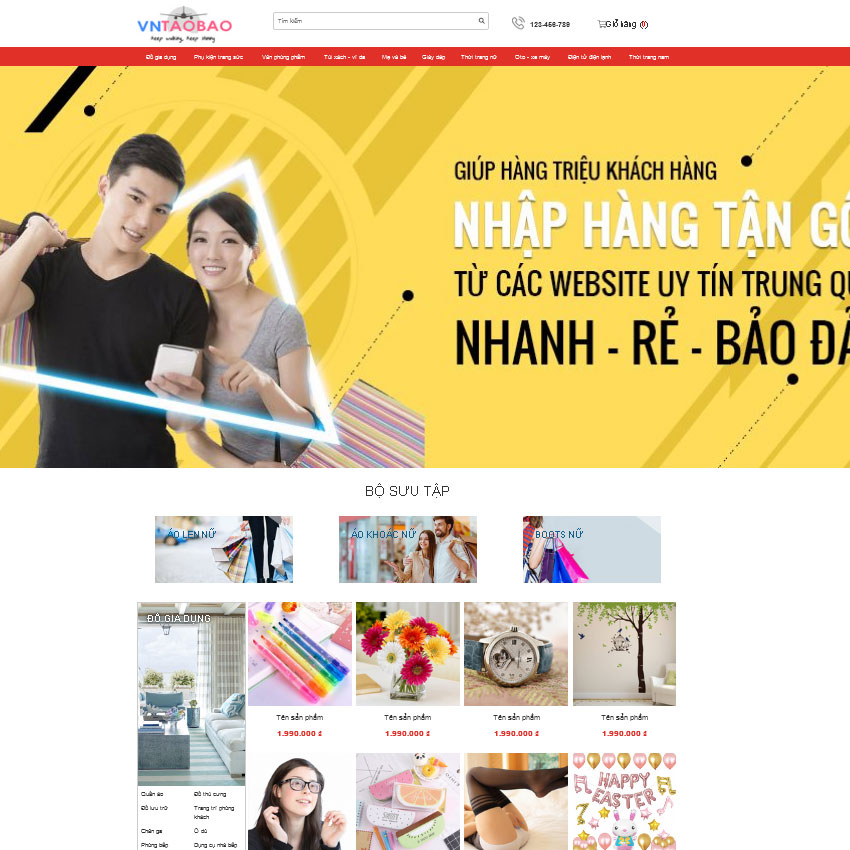 VNTAOBAO
Keep walking, keep shopping
Tìm kiếm
123-456-789
Giỏ hàng (0)
Đồ gia dụng
Phụ kiện trang sức
Văn phòng phẩm
Túi xách - ví da
Mẹ và bé
Giày dép
Thời trang nữ
Oto - xe máy
Điện tử điện lạnh
Thời trang nam
GIÚP HÀNG TRIỆU KHÁCH HÀNG
NHẬP HÀNG TẬN GỐ
TỪ CÁC WEBSITE UY TÍN TRUNG QU
NHANH - RẺ - BẢO ĐẢ
BỘ SƯU TẬP
ÁO LEN NỮ
ÁO KHOÁC NỮ
BOOTS NỮ
ĐỒ GIA DỤNG
Tên sản phẩm
1.990.000 ₫
Tên sản phẩm
1.990.000 ₫
Tên sản phẩm
1.990.000 ₫
Tên sản phẩm
1.990.000 ₫
Quần áo
Đồ thú cưng
Đồ lưu trữ
Trang trí phòng
khách
Chăn ga
Ô dù
Phòng bếp
Dụng cụ nhà bếp
HAPPY
EASTER